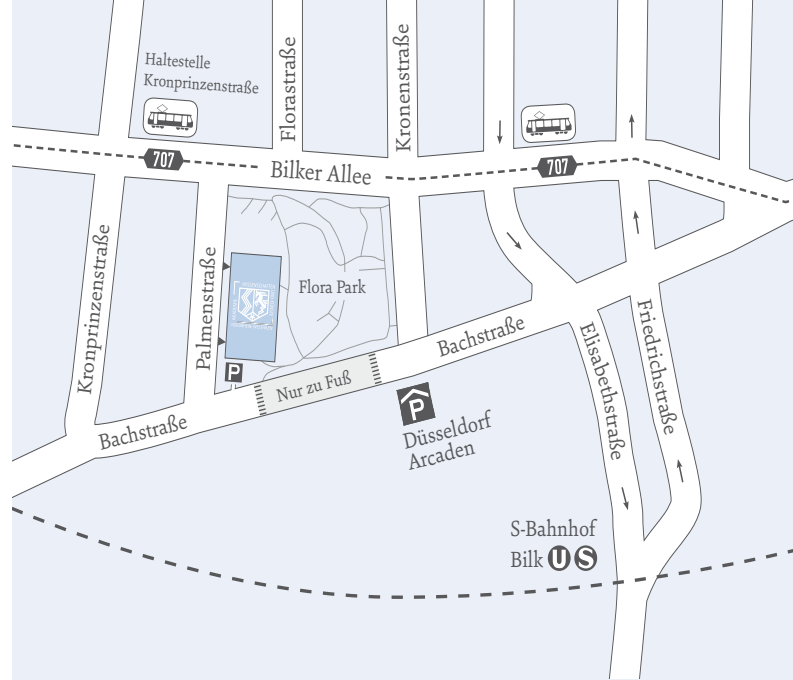 Haltestelle
Kronprinzenstraße
Florastraße
Kronenstraße
707
Bilker Allee
707
Kronprinzenstraße
Palmenstraße
Flora Park
P
Nur zu Fuß
Bachstraße
Bachstraße
P
Düsseldorf
Arcaden
Elisabethstraße
Friedrichstraße
S-Bahnhof
Bilk U S